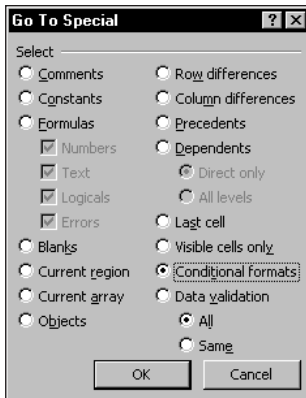 Go To Special
Select
Comments
Constants
Formulas
Numbers
Text
Logicals
Errors
Blanks
Current region
Current array
Objects
Row differences
Column differences
Precedents
Dependents
Direct only
All levels
Last cell
Visible cells only
Conditional formats
Data validation
All
Same
OK
Cancel